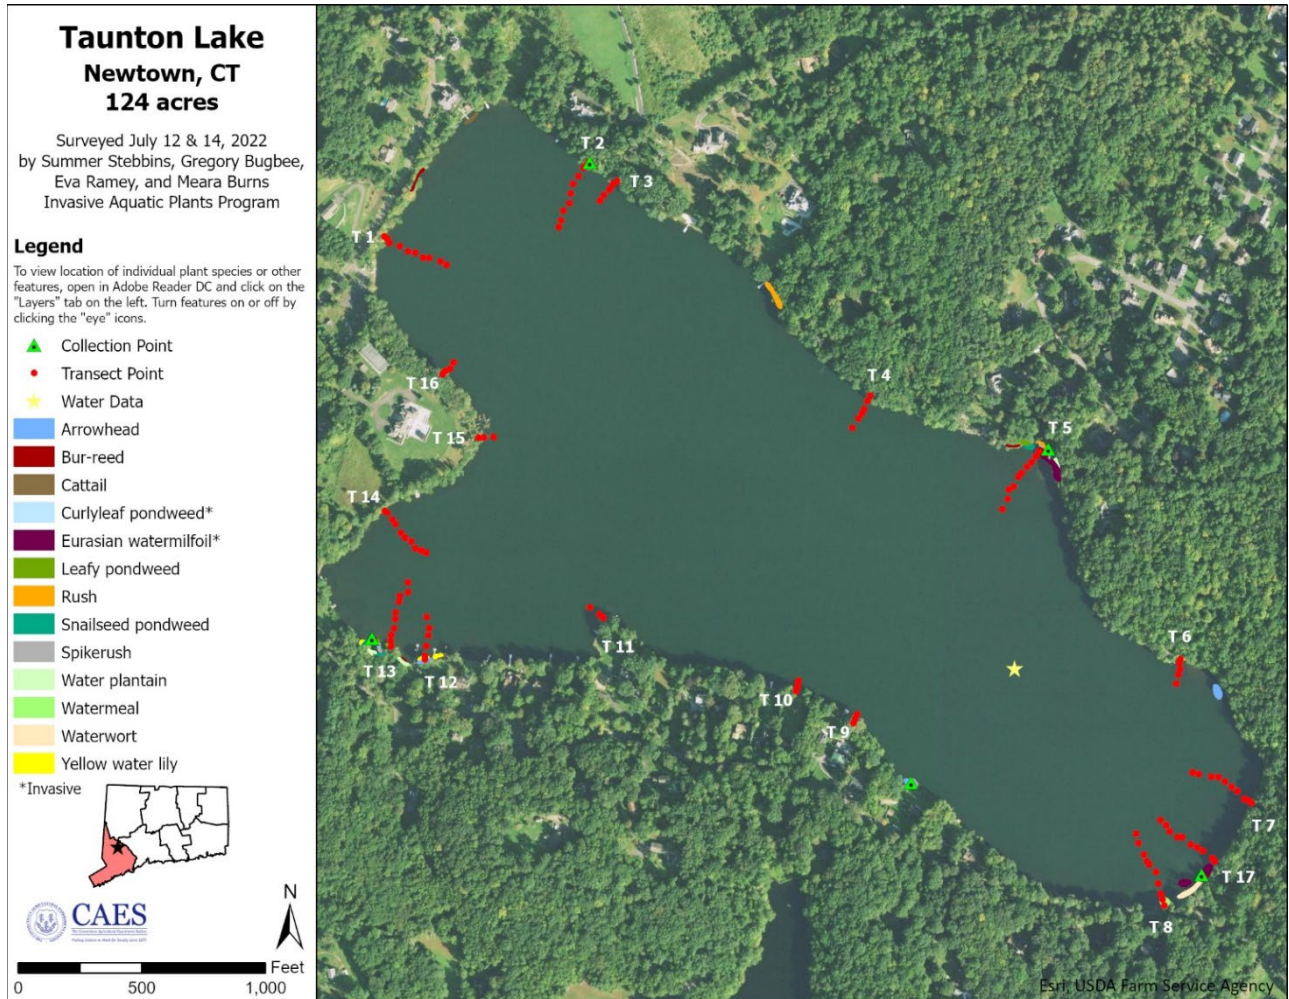 Taunton Lake
Newtown, CT
124 acres
Surveyed July 12 & 14, 2022
by Summer Stebbins, Gregory Bugbee,
Eva Ramey, and Meara Burns
Invasive Aquatic Plants Program
Legend
To view location of individual plant species or other
features, open in Adobe Reader DC and click on the
"Layers" tab on the left. Turn features on or off by
clicking the "eye" icons.
Collection Point
Transect Point
Water Data
Arrowhead
Bur-reed
Cattail
Curlyleaf pondweed*
Eurasian watermilfoil*
Leafy pondweed
Rush
Snailseed pondweed
Spikerush
Water plantain
Watermeal
Waterwort
Yellow water lily
*Invasive
CAES
N
Feet
0 500 1,000
T 2
T 3
T 1
T 4
T 16
T 15
T 5
T 14
T 6
T 11
T 13
T 12
T 10
T 9
T 7
T 17
T 8
Esri, USDA Farm Service Agency